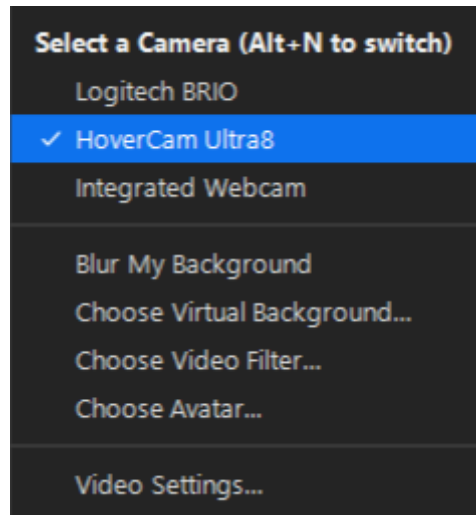 Select a Camera (Alt+N to switch)
Logitech BRIO
HoverCam Ultra8
Integrated Webcam
Blur My Background
Choose Virtual Background...
Choose Video Filter...
Choose Avatar...
Video Settings...